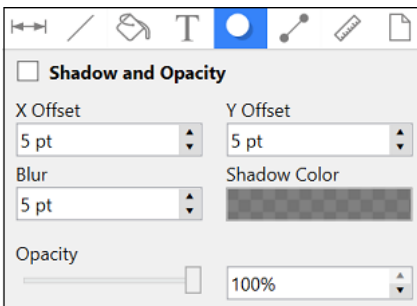 T
Shadow and Opacity
X Offset Y Offset
5 pt 5 pt
Blur Shadow Color
5 pt
Opacity
100%